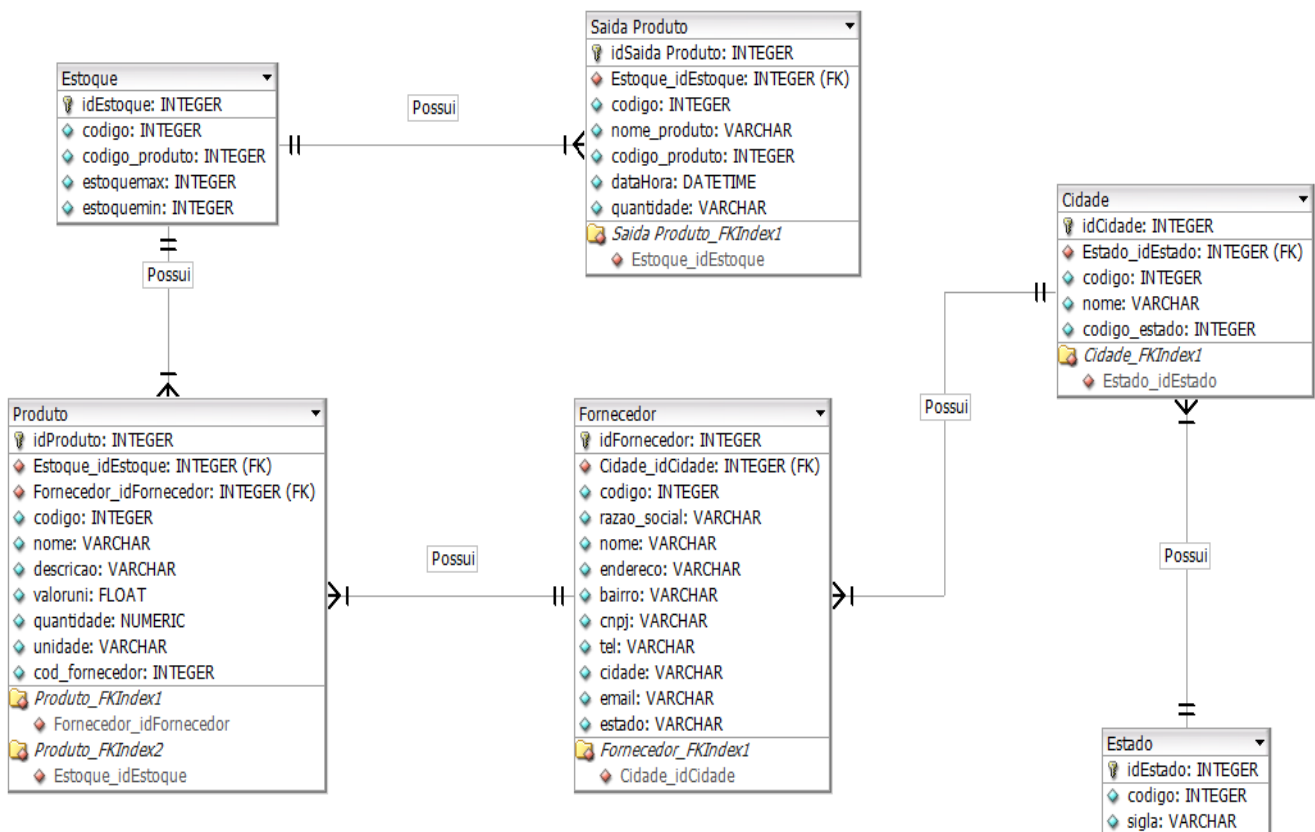 Saida Produto
idSaida Produto: INTEGER
Estoque_idEstoque: INTEGER (FK)
codigo: INTEGER
nome_produto: VARCHAR
codigo_produto: INTEGER
dataHora: DATETIME
quantidade: VARCHAR
Saida Produto_FKIndex1
Estoque_idEstoque
Estoque
idEstoque: INTEGER
codigo: INTEGER
codigo_produto: INTEGER
estoquemax: INTEGER
estoquemin: INTEGER
Possui
Possui
Cidade
idCidade: INTEGER
Estado_idEstado: INTEGER (FK)
codigo: INTEGER
nome: VARCHAR
codigo_estado: INTEGER
Cidade_FKIndex1
Estado_idEstado
Produto
idProduto: INTEGER
Estoque_idEstoque: INTEGER (FK)
Fornecedor_idFornecedor: INTEGER (FK)
codigo: INTEGER
nome: VARCHAR
descricao: VARCHAR
valoruni: FLOAT
quantidade: NUMERIC
unidade: VARCHAR
cod_fornecedor: INTEGER
Produto_FKIndex1
Fornecedor_idFornecedor
Produto_FKIndex2
Estoque_idEstoque
Possui
Fornecedor
idFornecedor: INTEGER
Cidade_idCidade: INTEGER (FK)
codigo: INTEGER
razao_social: VARCHAR
nome: VARCHAR
endereco: VARCHAR
bairro: VARCHAR
cnpj: VARCHAR
tel: VARCHAR
cidade: VARCHAR
email: VARCHAR
estado: VARCHAR
Fornecedor_FKIndex1
Cidade_idCidade
Possui
Possui
Estado
idEstado: INTEGER
codigo: INTEGER
sigla: VARCHAR